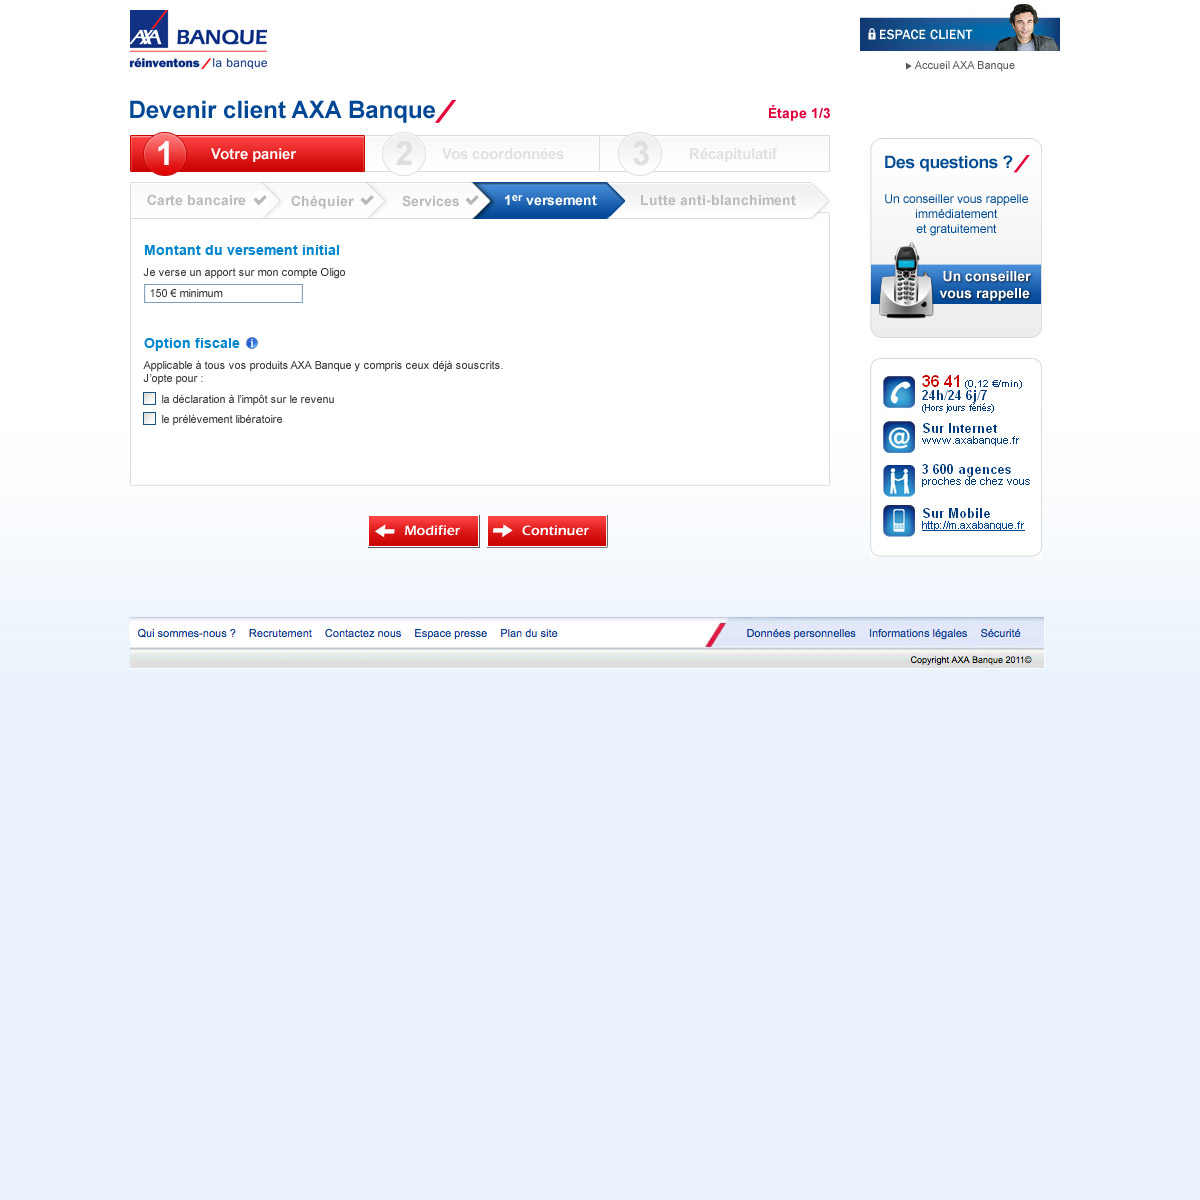 AXA BANQUE
réinventons / la banque
ESPACE CLIENT
Accueil AXA Banque
Devenir client AXA Banque
Étape 1/3
1 Votre panier
2 Vos coordonnées
3 Récapitulatif
Carte bancaire
Chéquier
Services
1er versement
Lutte anti-blanchiment
Montant du versement initial
Je verse un apport sur mon compte Oligo
150 € minimum
Option fiscale i
Applicable à tous vos produits AXA Banque y compris ceux déjà souscrits.
J'opte pour :
la déclaration à l'impôt sur le revenu
le prélèvement libératoire
Modifier
Continuer
Des questions ?
Un conseiller vous rappelle
immédiatement
et gratuitement
Un conseiller
vous rappelle
36 41 (0,12 €/min)
24h/24 6j/7
(Hors jours fériés)
@ Sur Internet
www.axabanque.fr
3 600 agences
proches de chez vous
Sur Mobile
http://m.axabanque.fr
Qui sommes-nous ? Recrutement Contactez nous Espace presse Plan du site
Données personnelles Informations légales Sécurité
Copyright AXA Banque 2011©